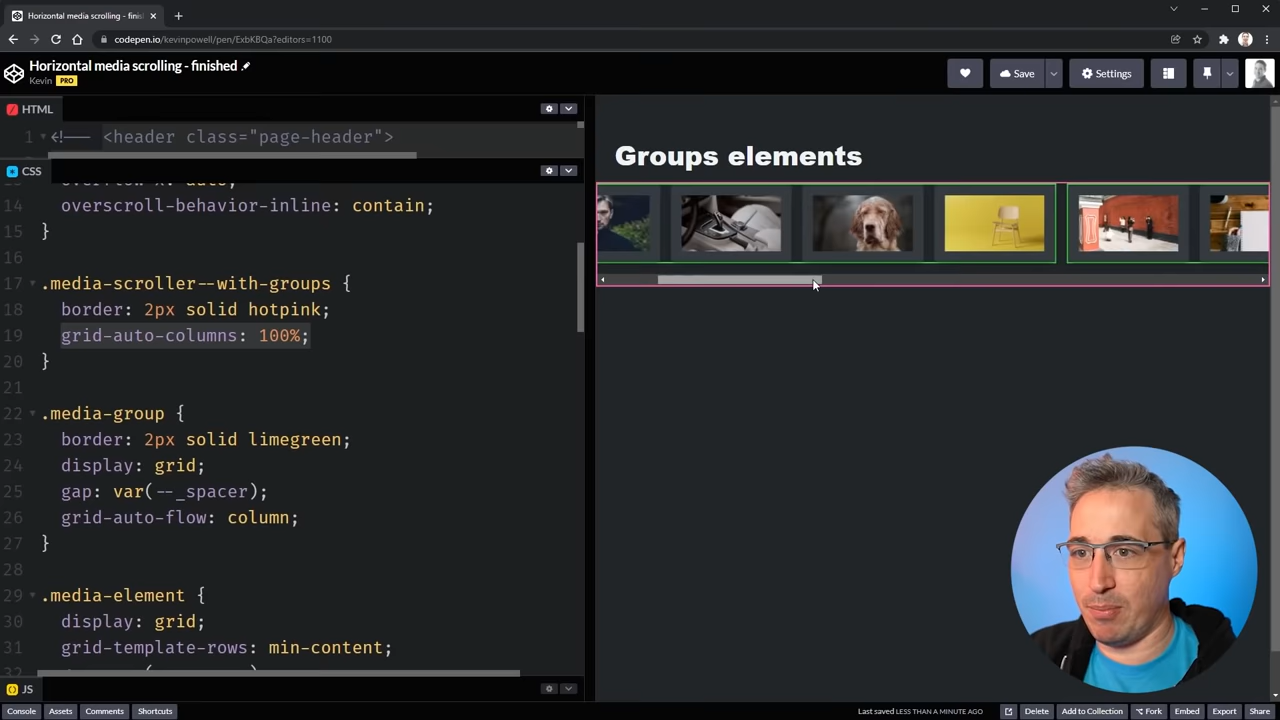 Horizontal media scrolling - finis
codepen.io/kevinpowell/pen/ExbKBQa?editors=1100
Horizontal media scrolling - finished
Kevin PRO
Save
Settings
HTML
1 <!-- <header class="page-header">
CSS
14 overscroll-behavior-inline: contain;
15 }
16
17 .media-scroller--with-groups {
18 border: 2px solid hotpink;
19 grid-auto-columns: 100%;
20 }
21
22 .media-group {
23 border: 2px solid limegreen;
24 display: grid;
25 gap: var(--_spacer);
26 grid-auto-flow: column;
27 }
28
29 .media-element {
30 display: grid;
31 grid-template-rows: min-content;
32
JS
Groups elements
Console Assets Comments Shortcuts
Last saved LESS THAN A MINUTE AGO
Delete Add to Collection Fork Embed Export Share